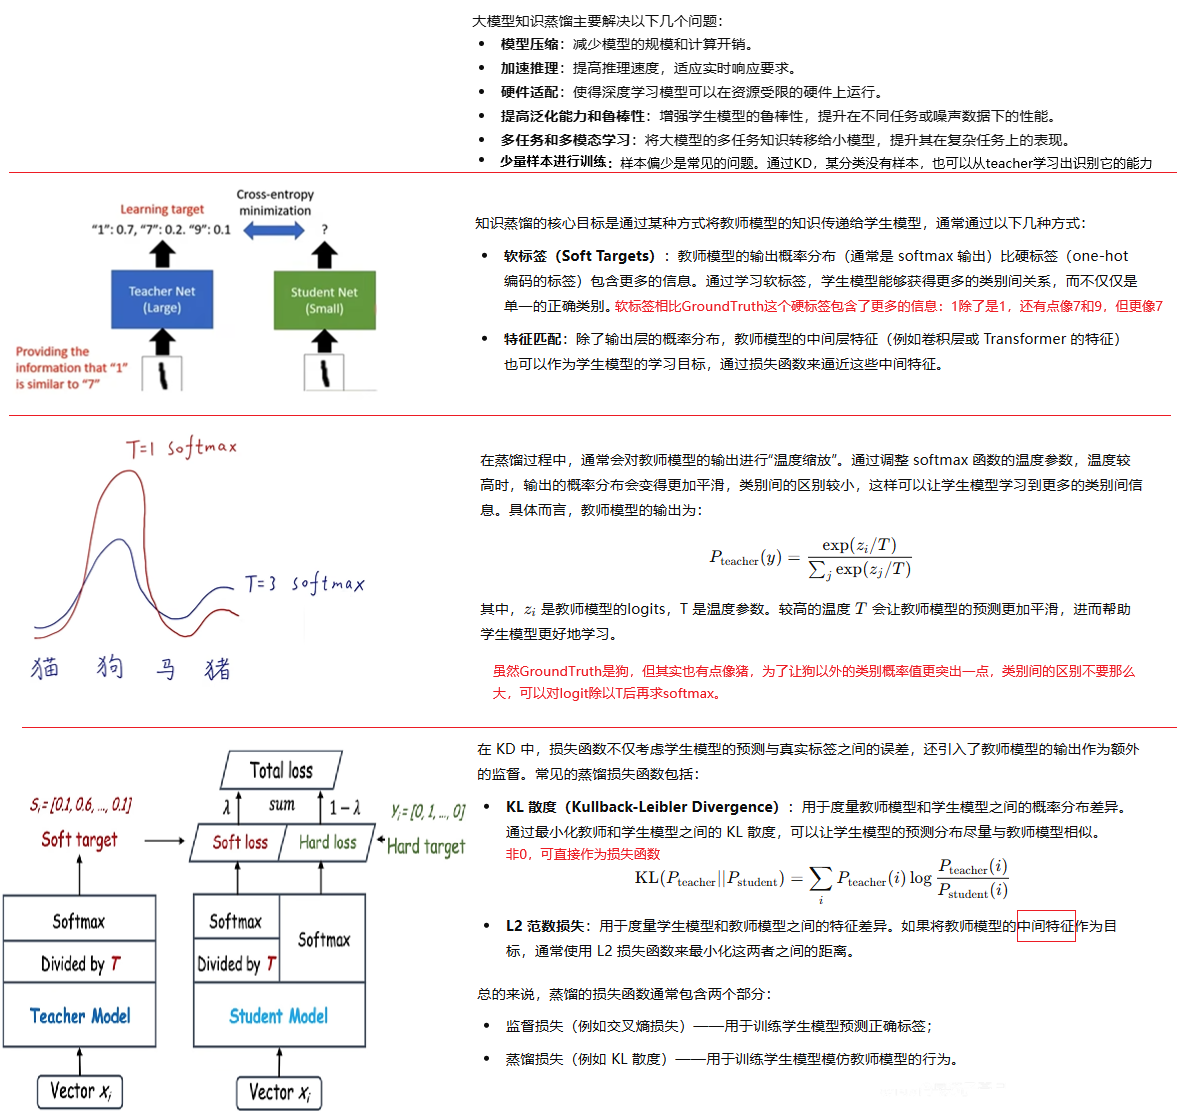 大模型知识蒸馏主要解决以下几个问题：
• 模型压缩：减少模型的规模和计算开销。
• 加速推理：提高推理速度，适应实时响应要求。
• 硬件适配：使得深度学习模型可以在资源受限的硬件上运行。
• 提高泛化能力和鲁棒性：增强学生模型的鲁棒性，提升在不同任务或噪声数据下的性能。
• 多任务和多模态学习：将大模型的多任务知识转移给小模型，提升其在复杂任务上的表现。
• 少量样本进行训练：样本偏少是常见的问题。通过KD，某分类没有样本，也可以从teacher学习出识别它的能力
Learning target
"1": 0.7, "7": 0.2. "9": 0.1
Cross-entropy
minimization
?
Teacher Net
(Large)
Student Net
(Small)
Providing the
information that "1"
is similar to "7"
知识蒸馏的核心目标是通过某种方式将教师模型的知识传递给学生模型，通常通过以下几种方式：
• 软标签（Soft Targets）：教师模型的输出概率分布（通常是 softmax 输出）比硬标签（one-hot
编码的标签）包含更多的信息。通过学习软标签，学生模型能够获得更多的类别间关系，而不仅仅是
单一的正确类别。软标签相比GroundTruth这个硬标签包含了更多的信息：1除了是1，还有点像7和9，但更像7
• 特征匹配：除了输出层的概率分布，教师模型的中间层特征（例如卷积层或 Transformer 的特征）
也可以作为学生模型的学习目标，通过损失函数来逼近这些中间特征。
T=1 softmax
T=3 softmax
猫 狗 马 猪
在蒸馏过程中，通常会对教师模型的输出进行“温度缩放”。通过调整 softmax 函数的温度参数，温度较
高时，输出的概率分布会变得更加平滑，类别间的区别较小，这样可以让学生模型学习到更多的类别间信
息。具体而言，教师模型的输出为：
P_teacher(y) = exp(z_i/T) / ∑_j exp(z_j/T)
其中，z_i 是教师模型的logits，T 是温度参数。较高的温度 T 会让教师模型的预测更加平滑，进而帮助
学生模型更好地学习。
虽然GroundTruth是狗，但其实也有点像猪，为了让狗以外的类别概率值更突出一点，类别间的区别不要那么
大，可以对logit除以T后再求softmax。
Total loss
λ sum 1−λ
S_i=[0.1, 0.6, ..., 0.1]
Y_i=[0, 1, ..., 0]
Soft target
Soft loss
Hard loss
Hard target
Softmax
Divided by T
Teacher Model
Vector x_i
Softmax
Divided by T
Softmax
Student Model
Vector x_i
在 KD 中，损失函数不仅考虑学生模型的预测与真实标签之间的误差，还引入了教师模型的输出作为额外
的监督。常见的蒸馏损失函数包括：
• KL 散度（Kullback-Leibler Divergence）：用于度量教师模型和学生模型之间的概率分布差异。
通过最小化教师和学生模型之间的 KL 散度，可以让学生模型的预测分布尽量与教师模型相似。
非0，可直接作为损失函数
KL(P_teacher||P_student) = ∑_i P_teacher(i) log P_teacher(i) / P_student(i)
• L2 范数损失：用于度量学生模型和教师模型之间的特征差异。如果将教师模型的中间特征作为目
标，通常使用 L2 损失函数来最小化这两者之间的距离。
总的来说，蒸馏的损失函数通常包含两个部分：
• 监督损失（例如交叉熵损失）——用于训练学生模型预测正确标签；
• 蒸馏损失（例如 KL 散度）——用于训练学生模型模仿教师模型的行为。